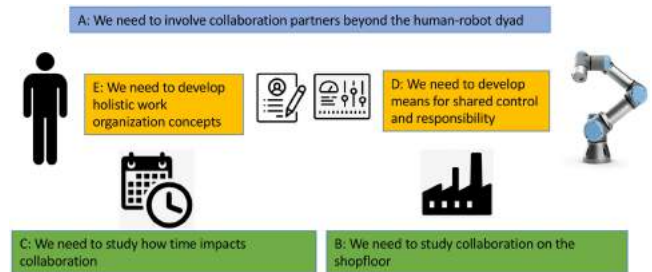 A: We need to involve collaboration partners beyond the human-robot dyad
E: We need to develop
holistic work
organization concepts
D: We need to develop
means for shared control
and responsibility
C: We need to study how time impacts
collaboration
B: We need to study collaboration on the
shopfloor